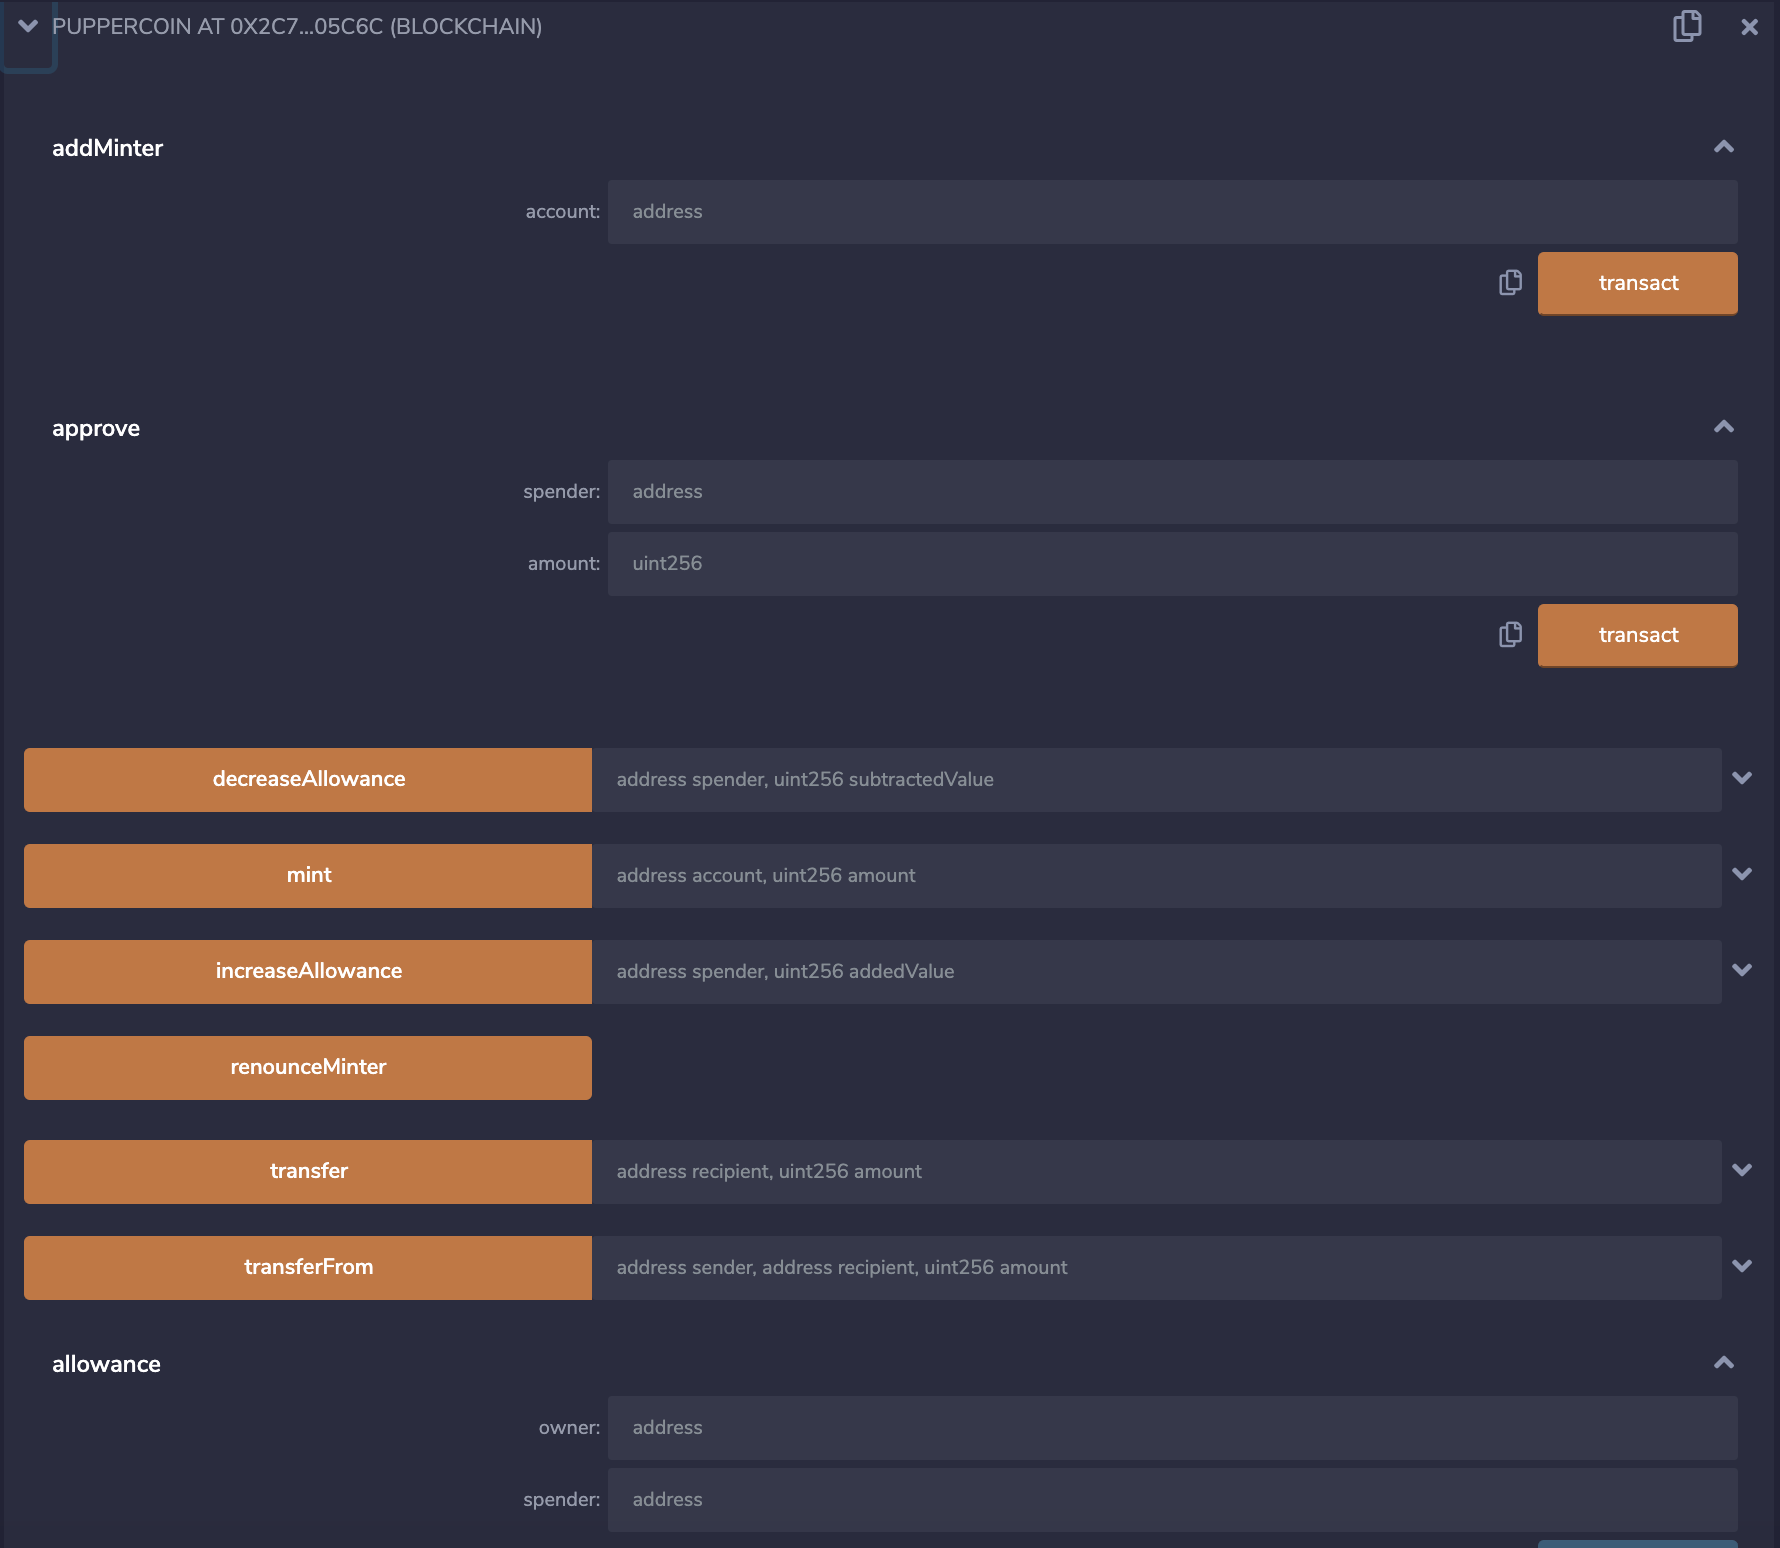 PUPPERCOIN AT 0X2C7...05C6C (BLOCKCHAIN)
addMinter
account: address
transact
approve
spender: address
amount: uint256
transact
decreaseAllowance address spender, uint256 subtractedValue
mint address account, uint256 amount
increaseAllowance address spender, uint256 addedValue
renounceMinter
transfer address recipient, uint256 amount
transferFrom address sender, address recipient, uint256 amount
allowance
owner: address
spender: address